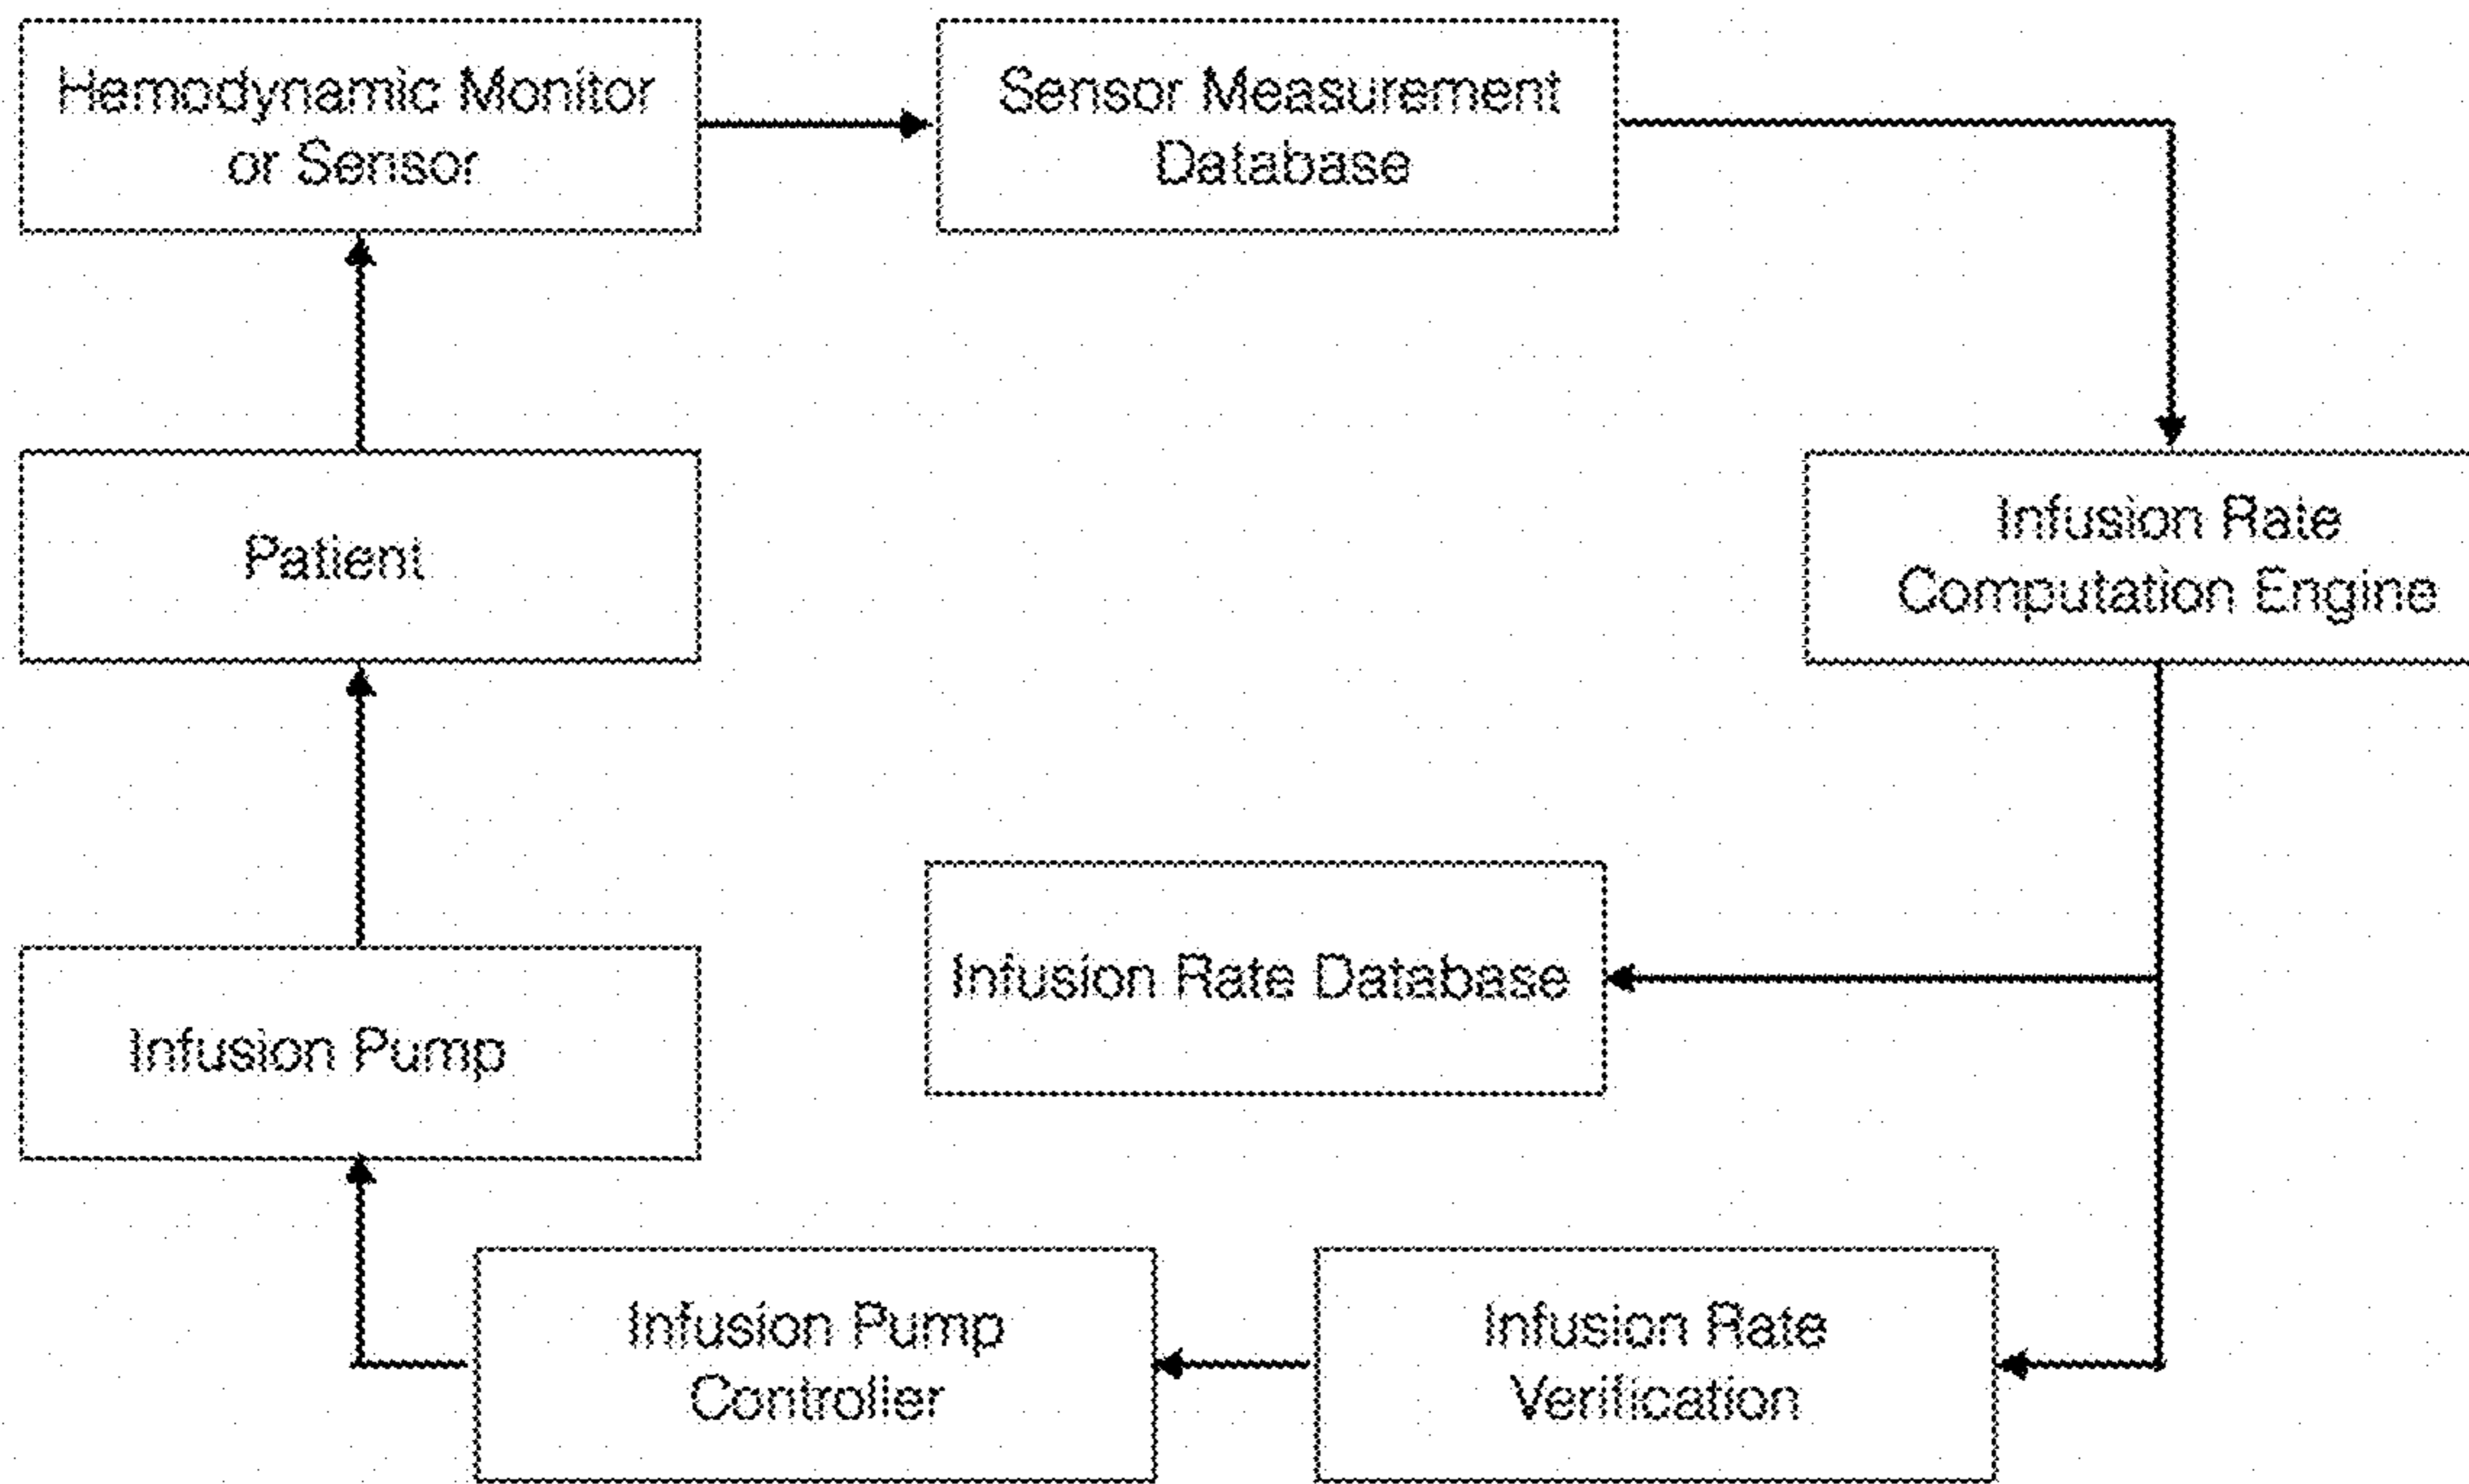 Hemodynamic Monitor
or Sensor
Sensor Measurement
Database
Patient
Infusion Rate
Computation Engine
Infusion Rate Database
Infusion Pump
Infusion Pump
Controller
Infusion Rate
Verification